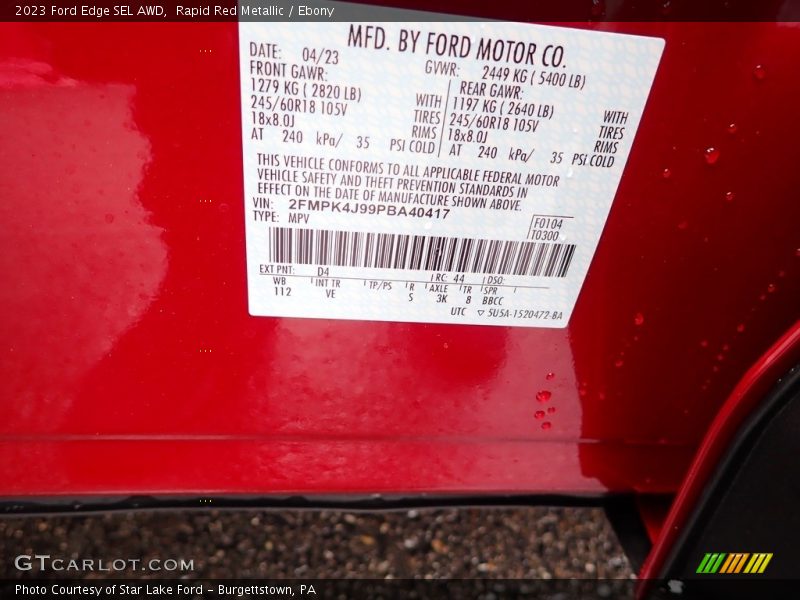 2023 Ford Edge SEL AWD,  Rapid Red Metallic / Ebony
MFD. BY FORD MOTOR CO.
DATE: 04/23 GVWR: 2449 KG ( 5400 LB)
FRONT GAWR: REAR GAWR:
1279 KG ( 2820 LB) WITH 1197 KG ( 2640 LB) WITH
245/60R18 105V TIRES 245/60R18 105V TIRES
18x8.0J RIMS 18x8.0J RIMS
AT 240 kPa/ 35 PSI COLD AT 240 kPa/ 35 PSI COLD
THIS VEHICLE CONFORMS TO ALL APPLICABLE FEDERAL MOTOR
VEHICLE SAFETY AND THEFT PREVENTION STANDARDS IN
EFFECT ON THE DATE OF MANUFACTURE SHOWN ABOVE.
VIN: 2FMPK4J99PBA40417
TYPE: MPV
F0104
T0300
EXT PNT: D4 RC: 44 DSO:
WB INT TR TP/PS R AXLE TR SPR
112 VE S 3K 8 BBCC
UTC ▽ 5U5A-1520472-BA
GTCarlot.com
Photo Courtesy of Star Lake Ford - Burgettstown, PA